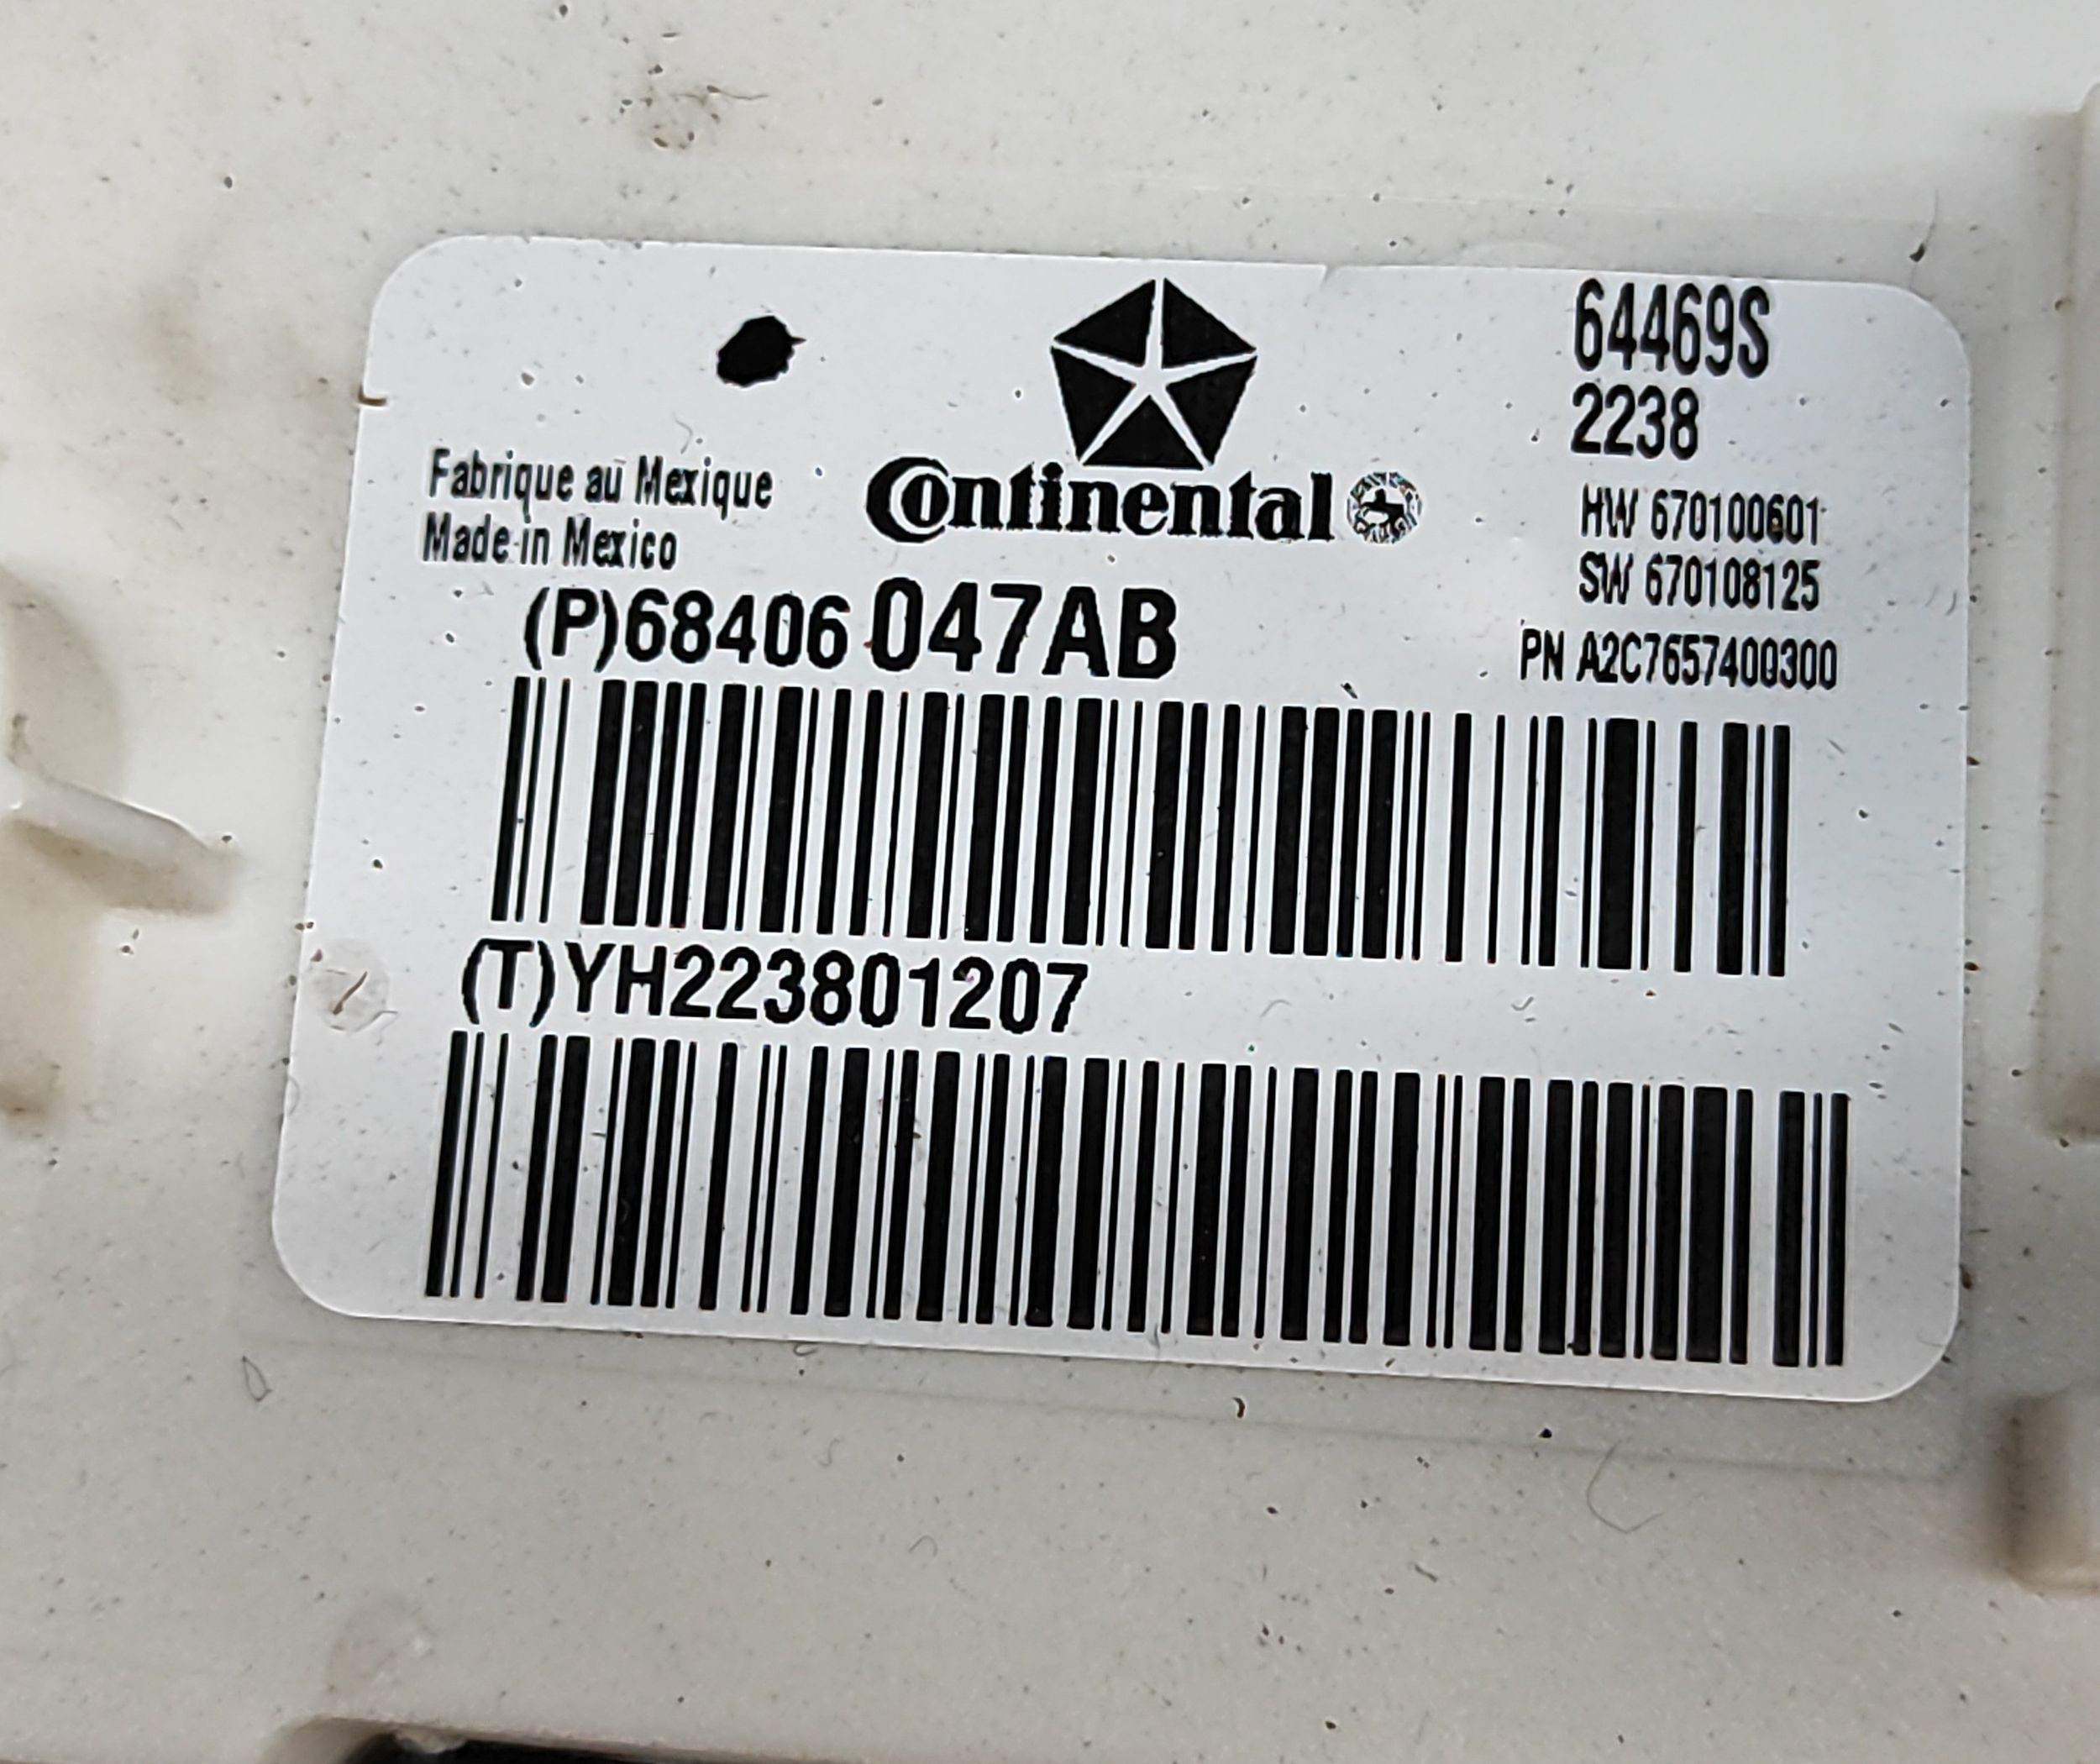 64469S
2238
Fabrique au Mexique
Made in Mexico
Continental
HW 670100601
SW 670108125
(P)68406 047AB
PN A2C7657400300
(T)YH223801207